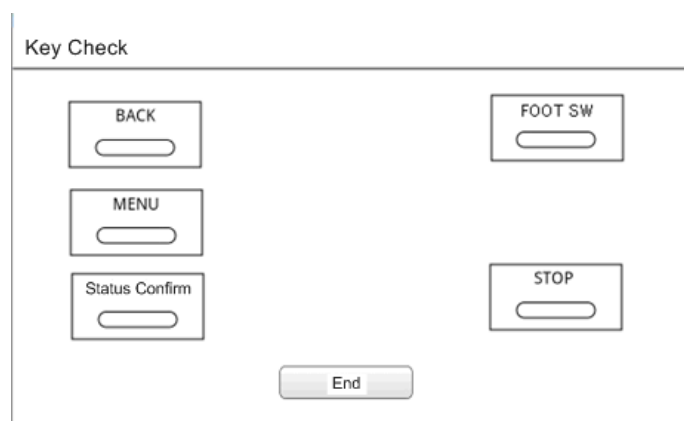 Key Check
BACK
FOOT SW
MENU
Status Confirm
STOP
End